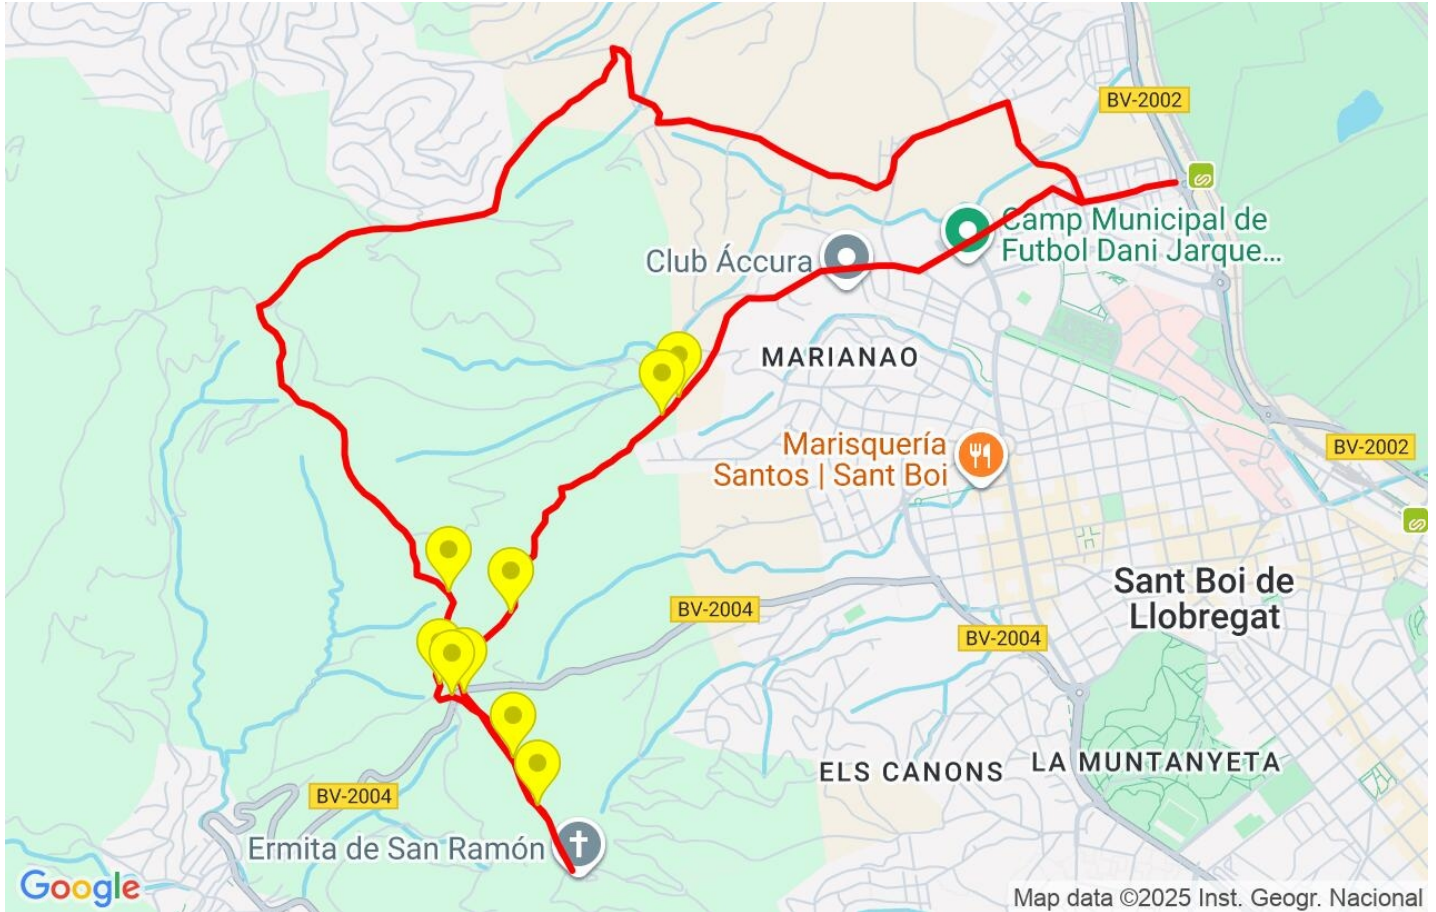 BV-2002
Camp Municipal de
Futbol Dani Jarque...
Club Áccura
MARIANAO
Marisquería
Santos | Sant Boi
BV-2002
Sant Boi de
Llobregat
BV-2004
BV-2004
ELS CANONS
LA MUNTANYETA
BV-2004
Ermita de San Ramón
Google
Map data ©2025 Inst. Geogr. Nacional